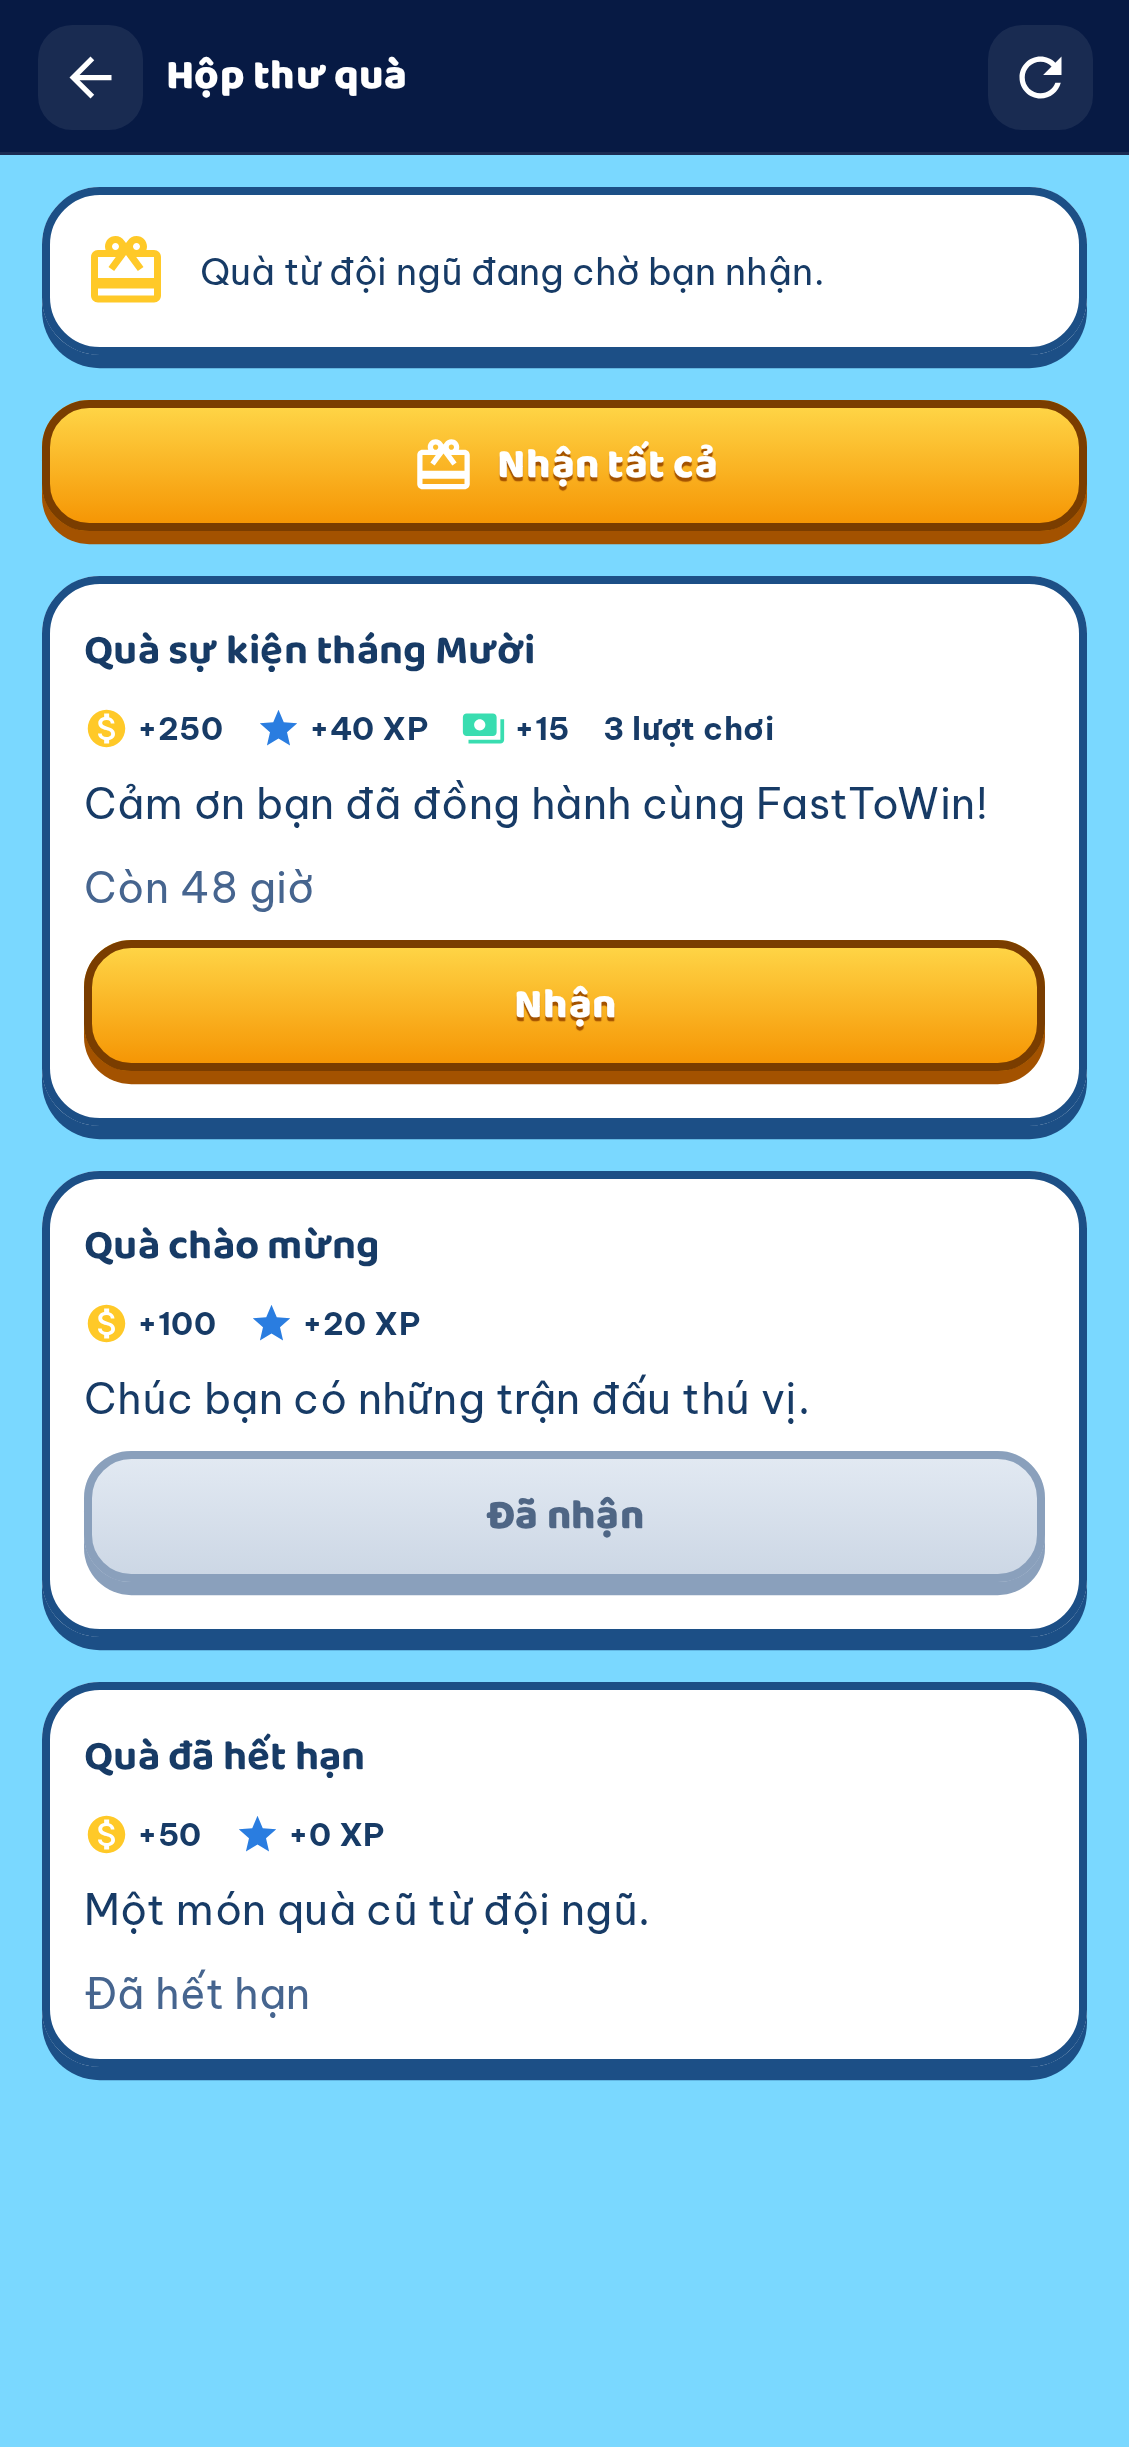 Hộp thư quà
Quà từ đội ngũ đang chờ bạn nhận.
Nhận tất cả
Quà sự kiện tháng Mười
+250 +40 XP +15 3 lượt chơi
Cảm ơn bạn đã đồng hành cùng FastToWin!
Còn 48 giờ
Nhận
Quà chào mừng
+100 +20 XP
Chúc bạn có những trận đấu thú vị.
Đã nhận
Quà đã hết hạn
+50 +0 XP
Một món quà cũ từ đội ngũ.
Đã hết hạn